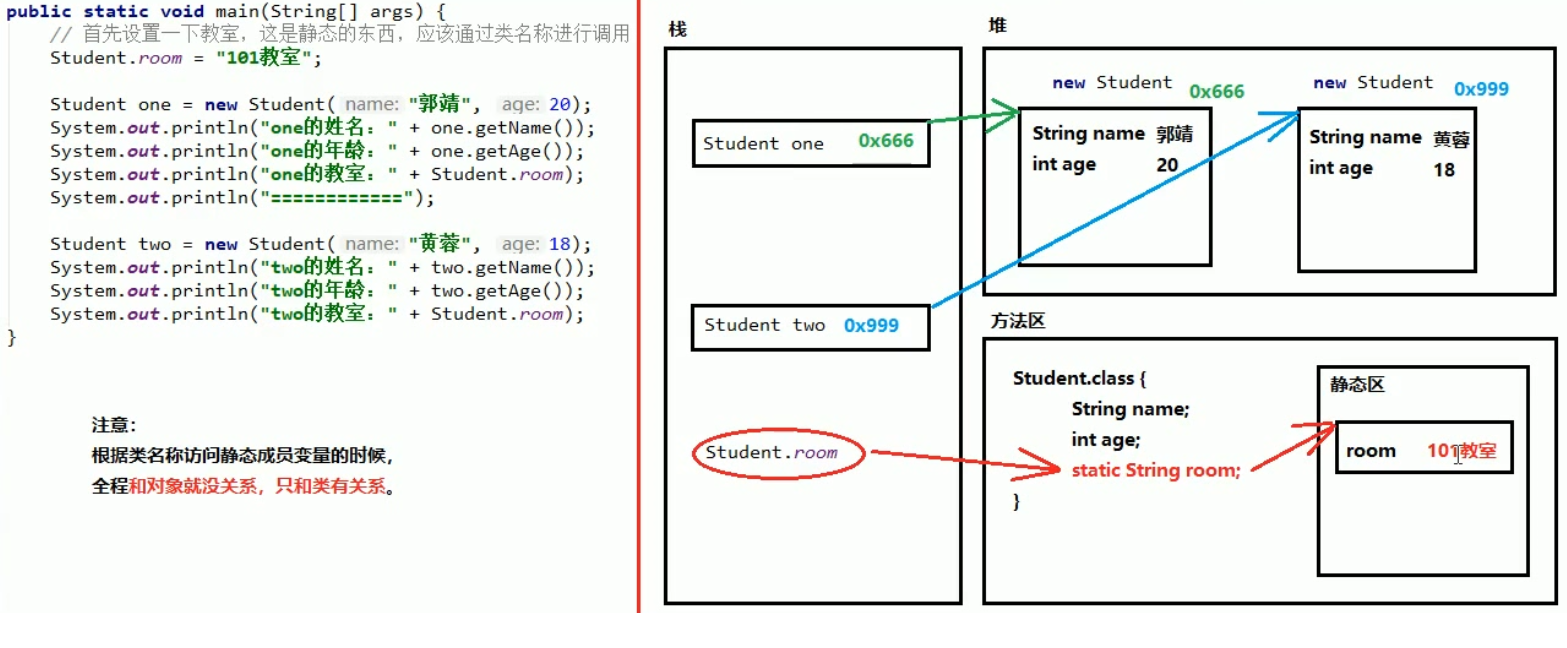 public static void main(String[] args) {
// 首先设置一下教室，这是静态的东西，应该通过类名称进行调用
Student.room = "101教室";
Student one = new Student( name: "郭靖", age: 20);
System.out.println("one的姓名：" + one.getName());
System.out.println("one的年龄：" + one.getAge());
System.out.println("one的教室：" + Student.room);
System.out.println("============");
Student two = new Student( name: "黄蓉", age: 18);
System.out.println("two的姓名：" + two.getName());
System.out.println("two的年龄：" + two.getAge());
System.out.println("two的教室：" + Student.room);
}
注意：
根据类名称访问静态成员变量的时候，
全程和对象就没关系，只和类有关系。
栈
Student one 0x666
Student two 0x999
Student.room
堆
new Student 0x666
String name 郭靖
int age 20
new Student 0x999
String name 黄蓉
int age 18
方法区
Student.class {
String name;
int age;
static String room;
}
静态区
room 101教室